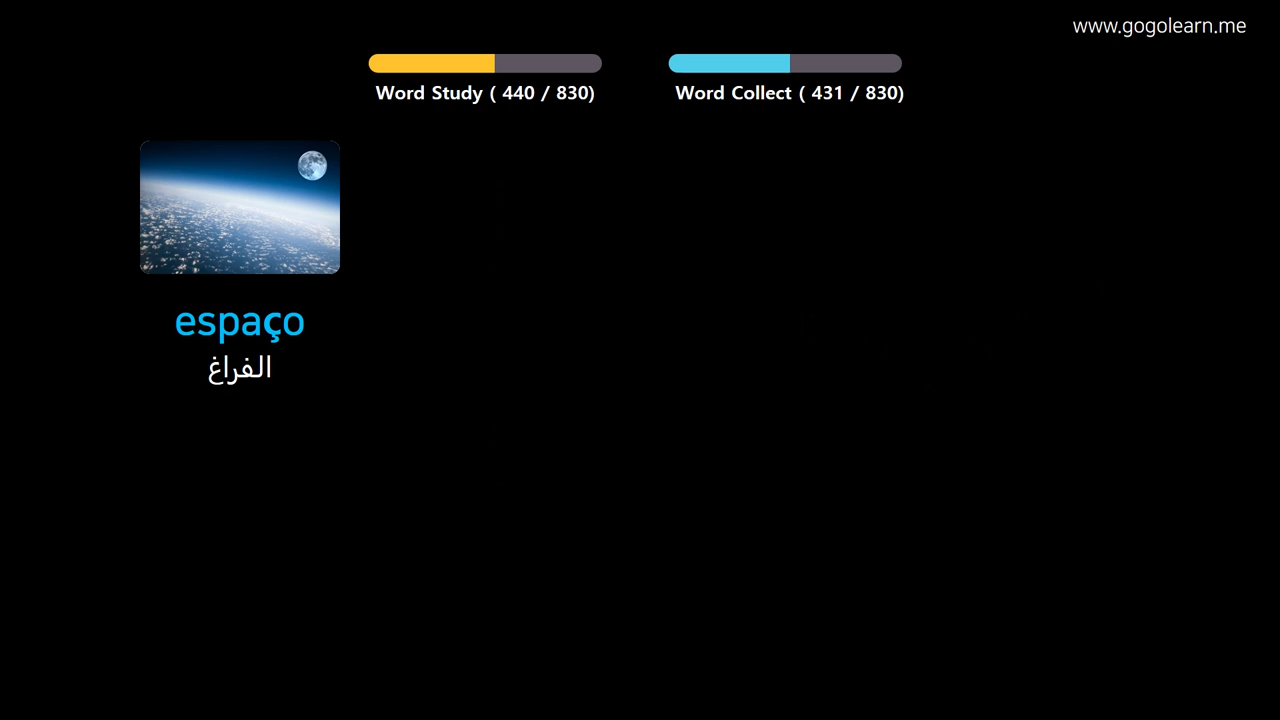 www.gogolearn.me
Word Study ( 440 / 830)
Word Collect ( 431 / 830)
espaço
الفراغ